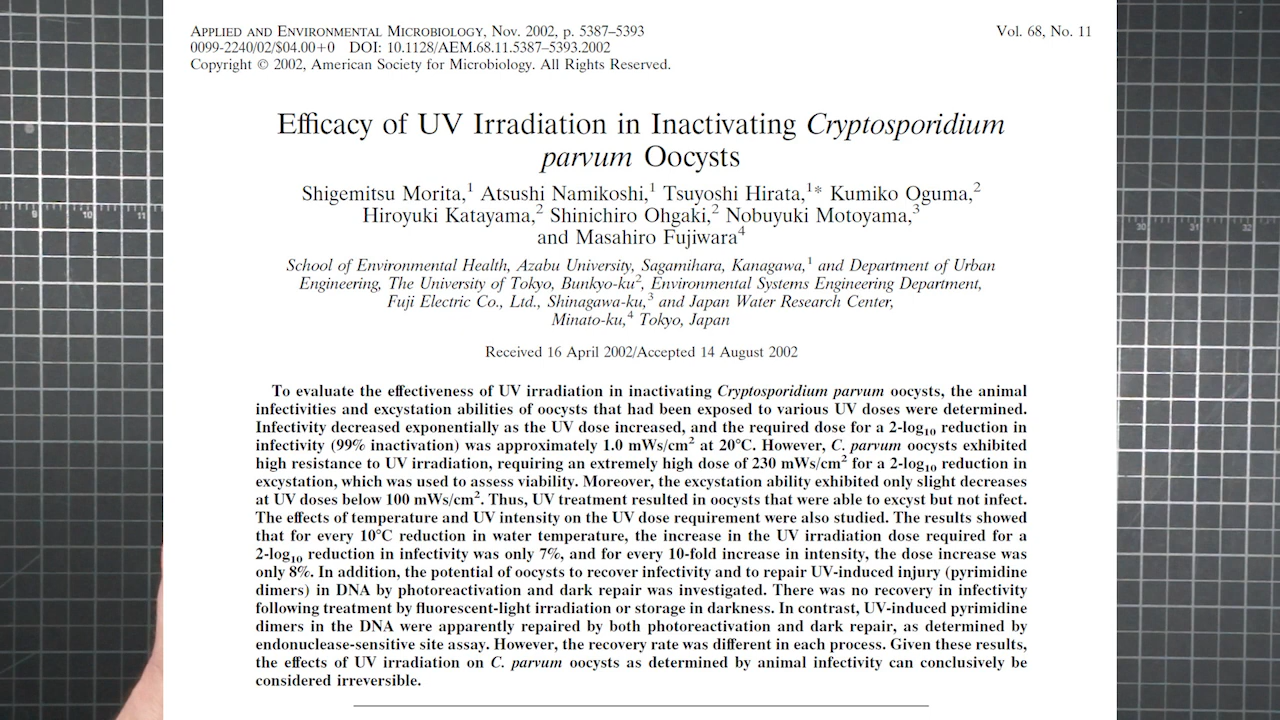 APPLIED AND ENVIRONMENTAL MICROBIOLOGY, Nov. 2002, p. 5387–5393
Vol. 68, No. 11
0099-2240/02/$04.00+0 DOI: 10.1128/AEM.68.11.5387–5393.2002
Copyright © 2002, American Society for Microbiology. All Rights Reserved.
Efficacy of UV Irradiation in Inactivating Cryptosporidium
parvum Oocysts
Shigemitsu Morita,¹ Atsushi Namikoshi,¹ Tsuyoshi Hirata,¹* Kumiko Oguma,²
Hiroyuki Katayama,² Shinichiro Ohgaki,² Nobuyuki Motoyama,³
and Masahiro Fujiwara⁴
School of Environmental Health, Azabu University, Sagamihara, Kanagawa,¹ and Department of Urban
Engineering, The University of Tokyo, Bunkyo-ku², Environmental Systems Engineering Department,
Fuji Electric Co., Ltd., Shinagawa-ku,³ and Japan Water Research Center,
Minato-ku,⁴ Tokyo, Japan
Received 16 April 2002/Accepted 14 August 2002
To evaluate the effectiveness of UV irradiation in inactivating Cryptosporidium parvum oocysts, the animal
infectivities and excystation abilities of oocysts that had been exposed to various UV doses were determined.
Infectivity decreased exponentially as the UV dose increased, and the required dose for a 2-log₁₀ reduction in
infectivity (99% inactivation) was approximately 1.0 mWs/cm² at 20°C. However, C. parvum oocysts exhibited
high resistance to UV irradiation, requiring an extremely high dose of 230 mWs/cm² for a 2-log₁₀ reduction in
excystation, which was used to assess viability. Moreover, the excystation ability exhibited only slight decreases
at UV doses below 100 mWs/cm². Thus, UV treatment resulted in oocysts that were able to excyst but not infect.
The effects of temperature and UV intensity on the UV dose requirement were also studied. The results showed
that for every 10°C reduction in water temperature, the increase in the UV irradiation dose required for a
2-log₁₀ reduction in infectivity was only 7%, and for every 10-fold increase in intensity, the dose increase was
only 8%. In addition, the potential of oocysts to recover infectivity and to repair UV-induced injury (pyrimidine
dimers) in DNA by photoreactivation and dark repair was investigated. There was no recovery in infectivity
following treatment by fluorescent-light irradiation or storage in darkness. In contrast, UV-induced pyrimidine
dimers in the DNA were apparently repaired by both photoreactivation and dark repair, as determined by
endonuclease-sensitive site assay. However, the recovery rate was different in each process. Given these results,
the effects of UV irradiation on C. parvum oocysts as determined by animal infectivity can conclusively be
considered irreversible.
9 10 11
30 31 32